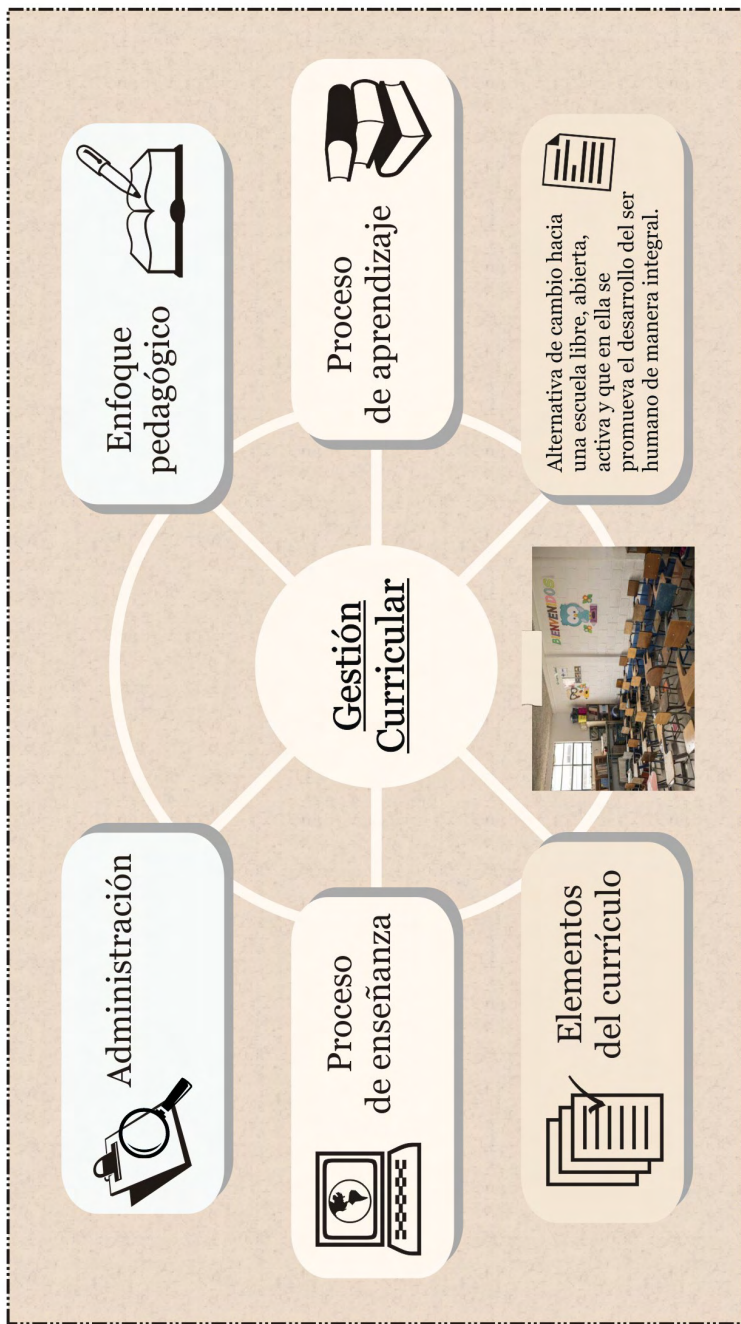 Administración
Enfoque
pedagógico
Proceso
de enseñanza
Gestión
Curricular
Proceso
de aprendizaje
Elementos
del currículo
BIENVENIDOS
Alternativa de cambio hacia
una escuela libre, abierta,
activa y que en ella se
promueva el desarrollo del ser
humano de manera integral.